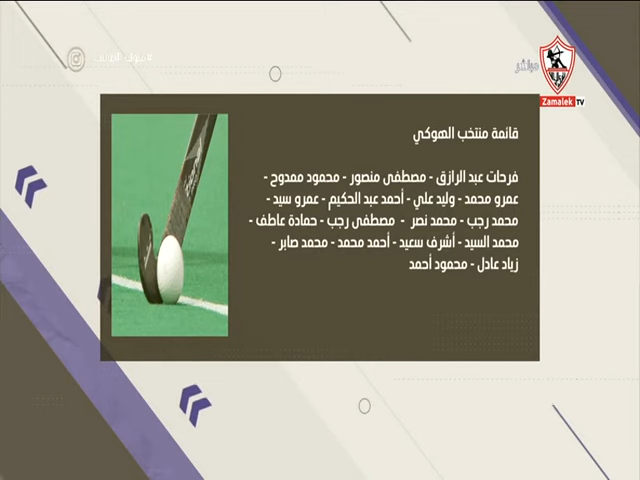 مباشر
Zamalek TV
قائمة منتخب الهوكي
فرحات عبد الرازق - مصطفى منصور - محمود ممدوح -
عمرو محمد - وليد علي - أحمد عبد الحكيم - عمرو سيد -
محمد رجب - محمد نصر - مصطفى رجب - حمادة عاطف -
محمد السيد - أشرف سعيد - أحمد محمد - محمد صابر -
زياد عادل - محمود أحمد